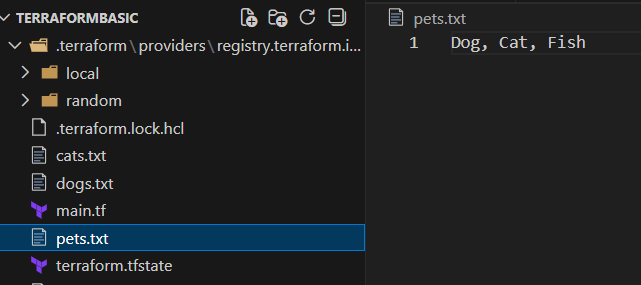 TERRAFORMBASIC
.terraform\providers\registry.terraform.i...
local
random
.terraform.lock.hcl
cats.txt
dogs.txt
main.tf
pets.txt
terraform.tfstate
pets.txt
1 Dog, Cat, Fish